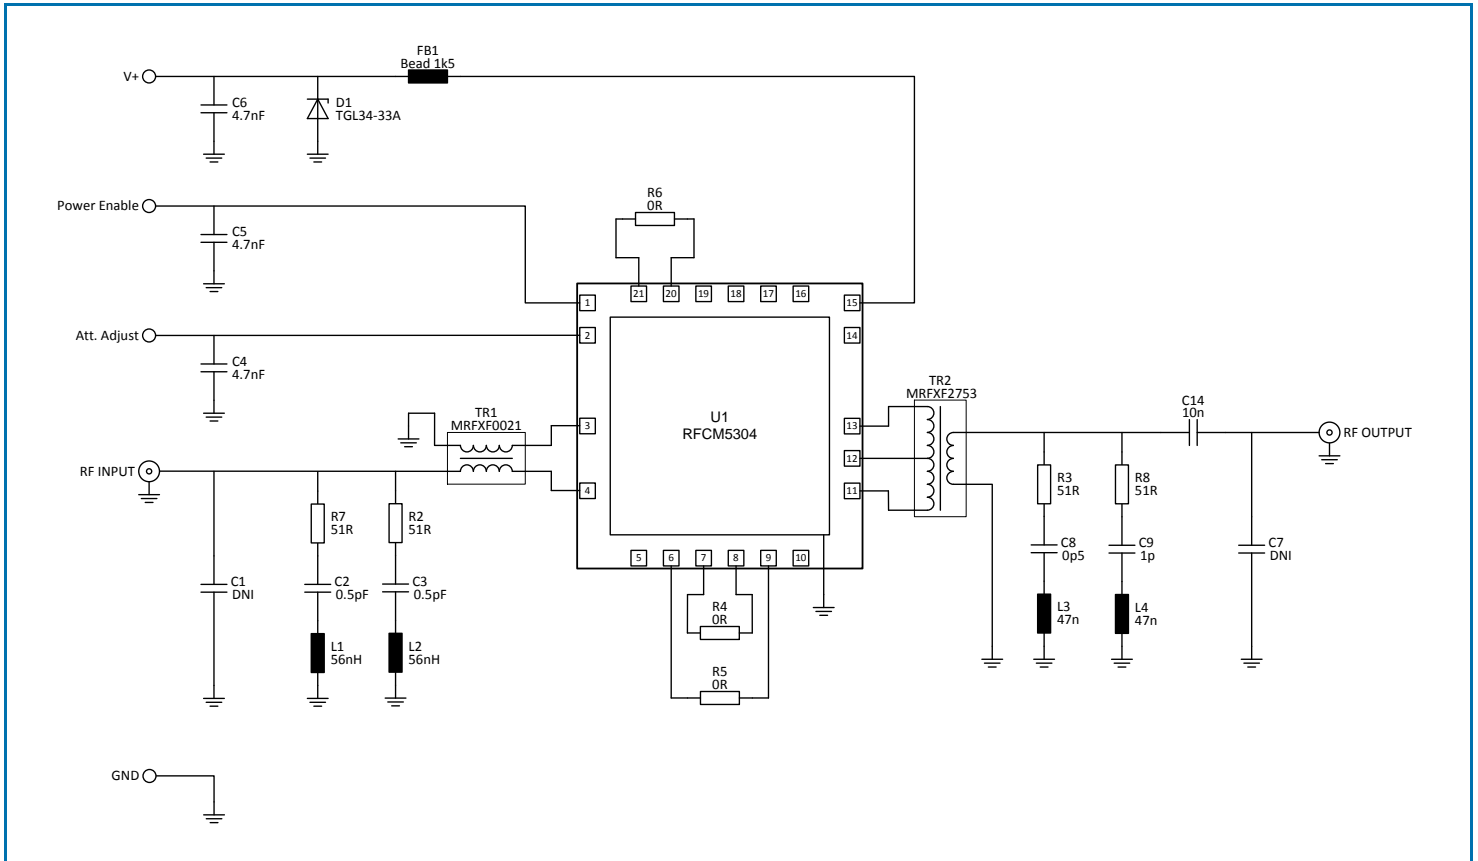 FB1
Bead 1k5
V+
C6
4.7nF
D1
TGL34-33A
R6
0R
Power Enable
C5
4.7nF
21
20
19
18
17
16
1
15
Att. Adjust
2
14
C4
4.7nF
TR1
MRFXF0021
3
U1
RFCM5304
TR2
MRFXF2753
13
12
11
C14
10n
RF OUTPUT
RF INPUT
4
R7
51R
R2
51R
R3
51R
R8
51R
C1
DNI
C2
0.5pF
C3
0.5pF
5
6
7
8
9
10
C8
0p5
C9
1p
C7
DNI
L1
56nH
L2
56nH
R4
0R
L3
47n
L4
47n
R5
0R
GND